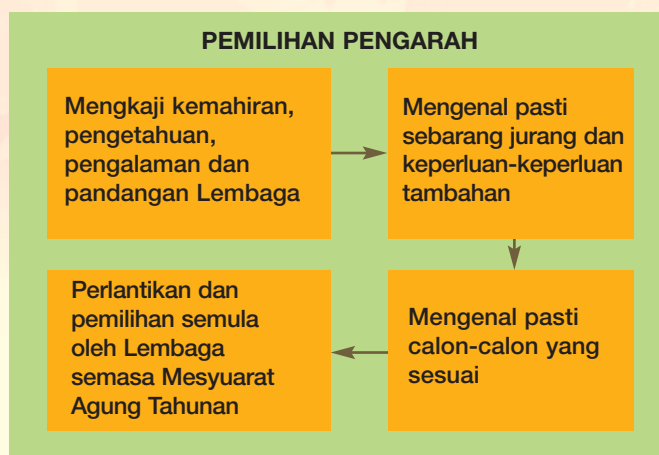 PEMILIHAN PENGARAH
Mengkaji kemahiran,
pengetahuan,
pengalaman dan
pandangan Lembaga
Mengenal pasti
sebarang jurang dan
keperluan-keperluan
tambahan
Mengenal pasti
calon-calon yang
sesuai
Perlantikan dan
pemilihan semula
oleh Lembaga
semasa Mesyuarat
Agung Tahunan